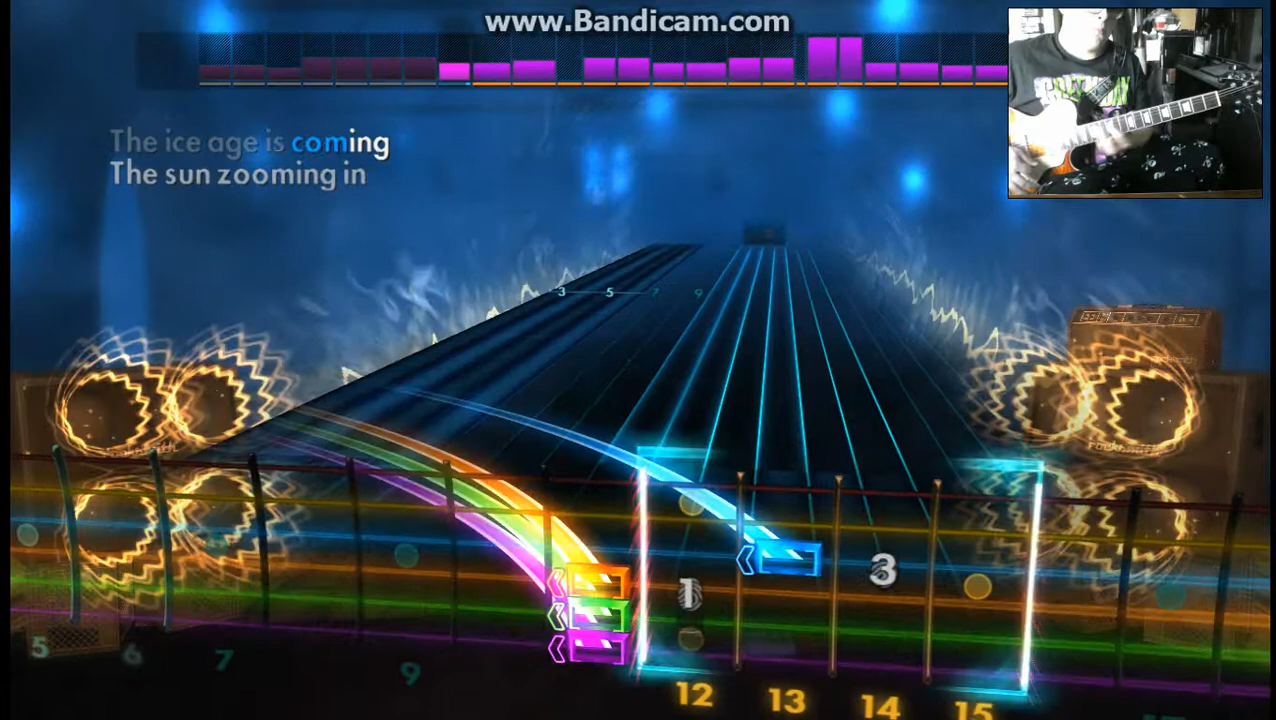 www.Bandicam.com
The ice age is coming
The sun zooming in
3 5 7 9
1 3
5 6 7 9 12 13 14 15